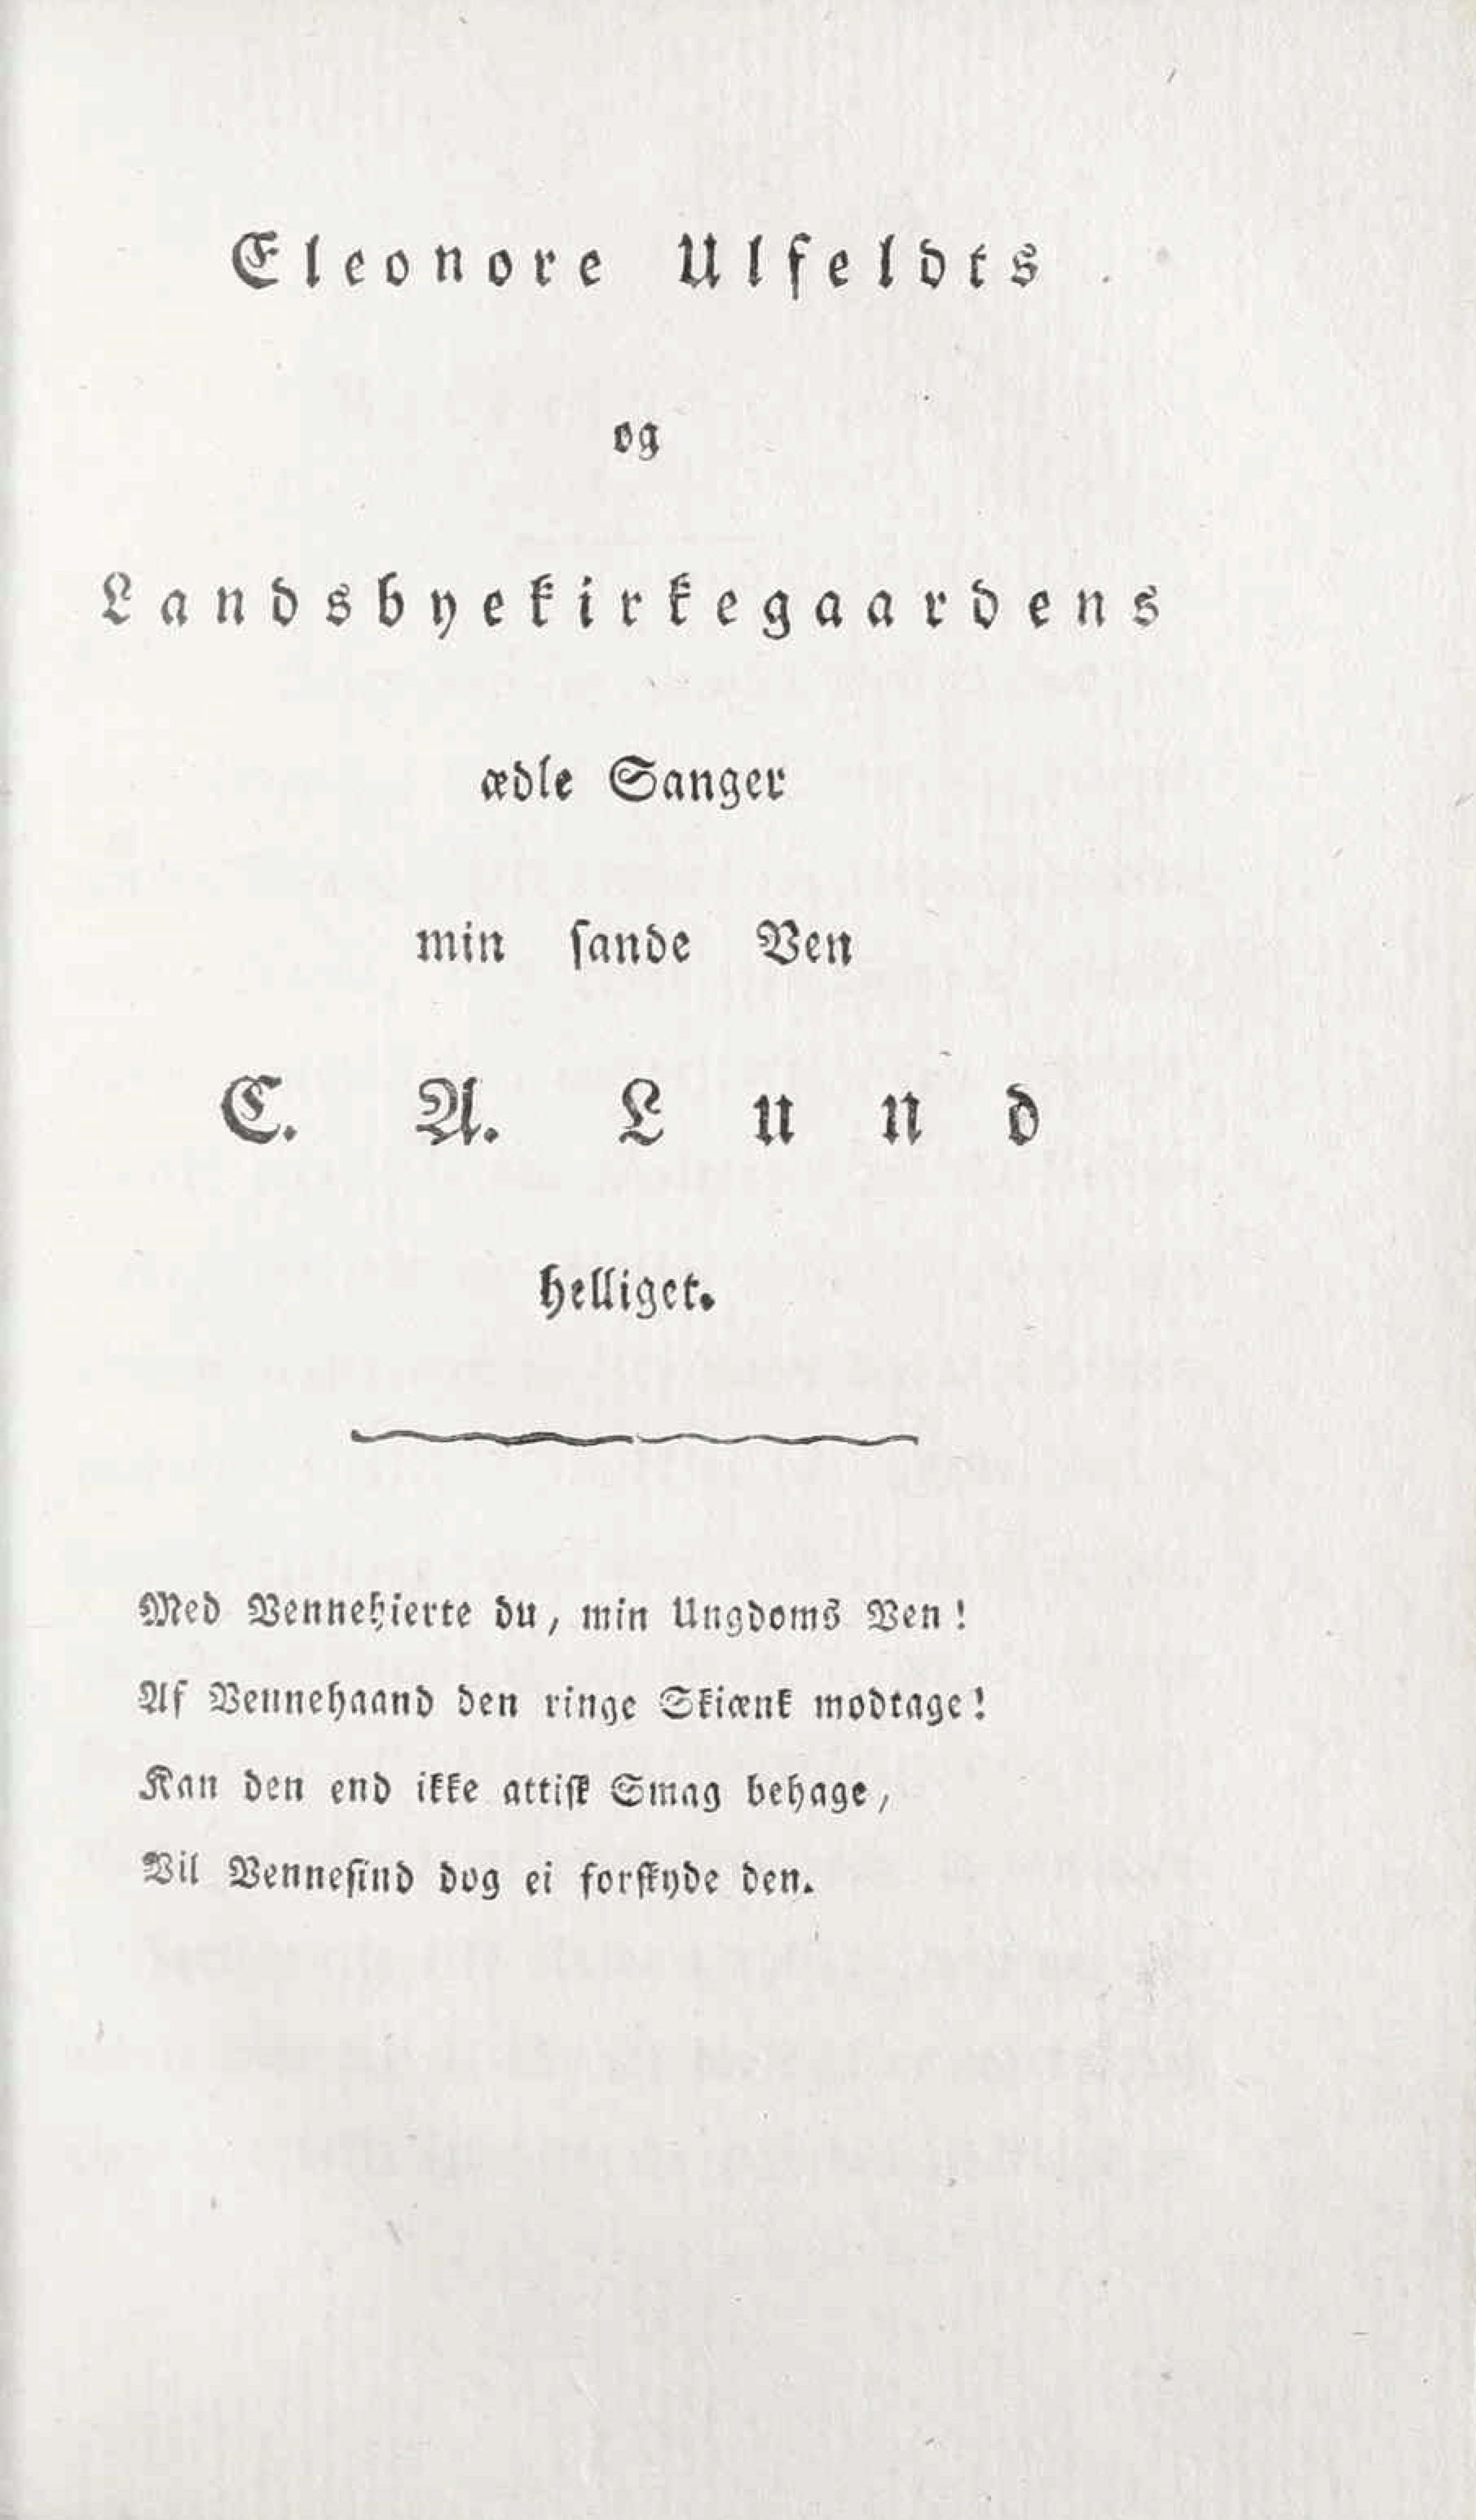 Eleonore Ulfeldts
og
Landsbyekirkegaardens
ædle Sanger
min sande Ven
C. A. Lund
helliget.
Med Vennehierte du, min Ungdoms Ven!
Af Vennehaand den ringe Skiænk modtage!
Kan den end ikke attisk Smag behage,
Vil Vennesind dog ei forskyde den.